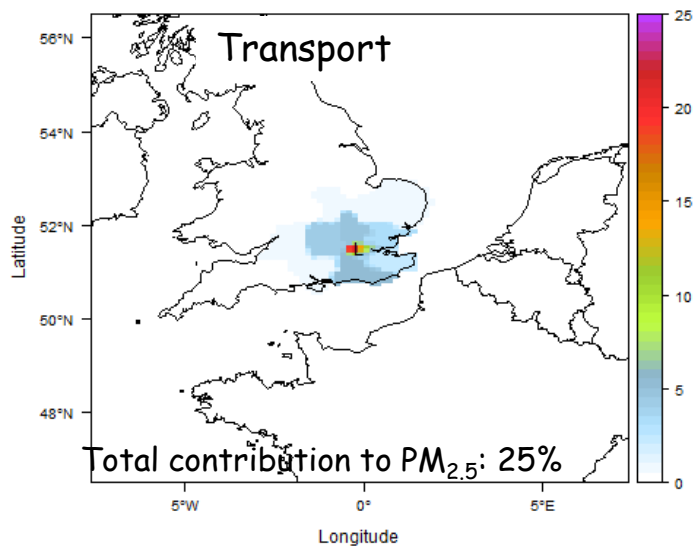 Transport
56°N
54°N
52°N
50°N
48°N
Latitude
5°W
0°
5°E
Longitude
Total contribution to PM2.5: 25%
25
20
15
10
5
0